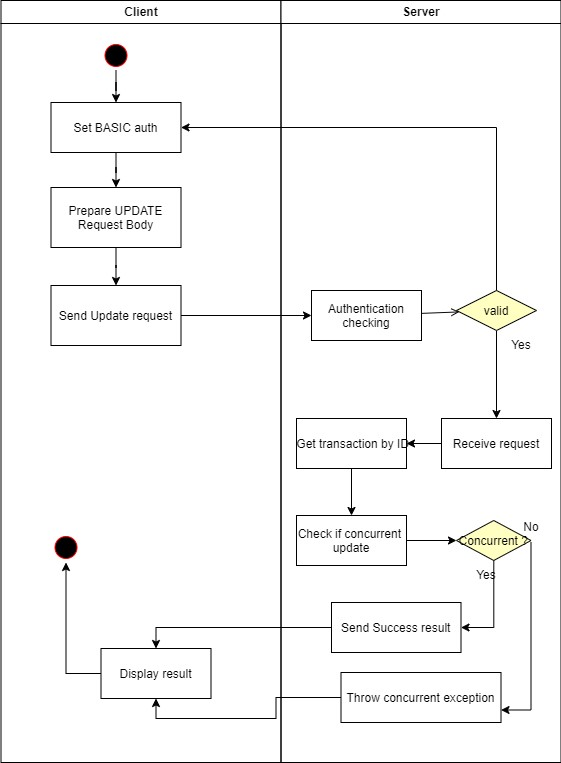 Client
Server
Set BASIC auth
Prepare UPDATE
Request Body
Send Update request
Authentication
checking
valid
Yes
Get transaction by ID
Receive request
Check if concurrent
update
Concurrent ?
No
Yes
Send Success result
Display result
Throw concurrent exception